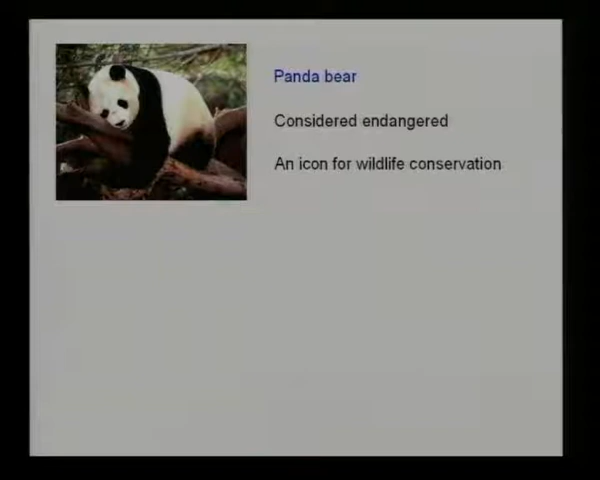 Panda bear
Considered endangered
An icon for wildlife conservation